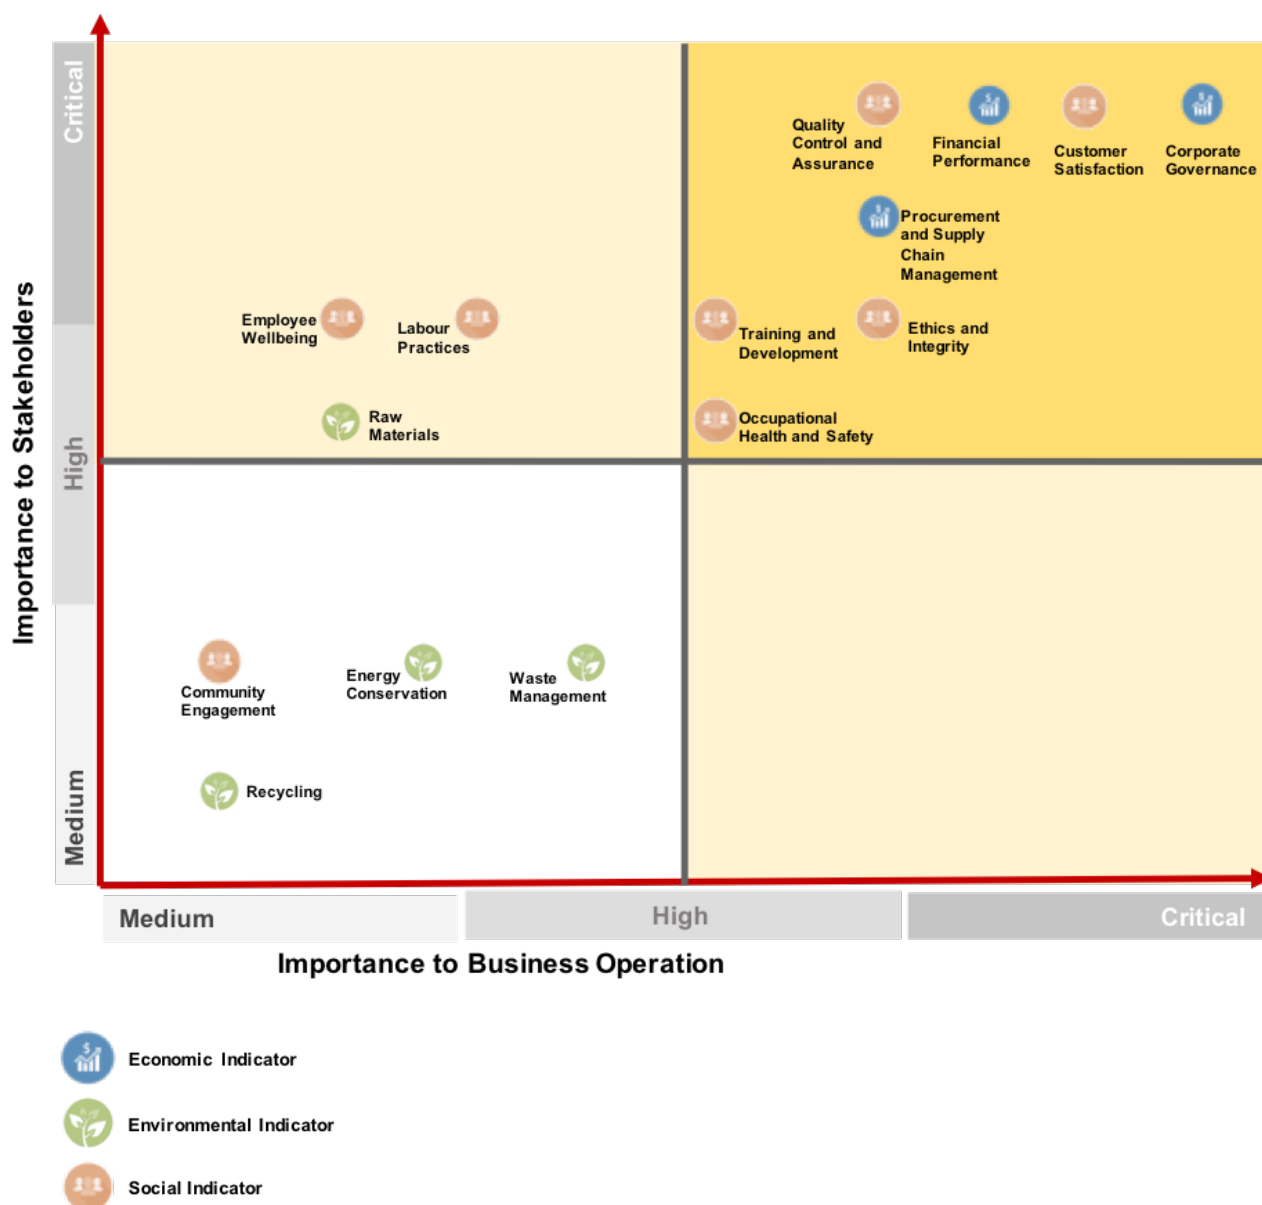 Importance to Stakeholders
Critical
High
Medium
Quality
Control and
Assurance
Financial
Performance
Customer
Satisfaction
Corporate
Governance
Procurement
and Supply
Chain
Management
Employee
Wellbeing
Labour
Practices
Training and
Development
Ethics and
Integrity
Raw
Materials
Occupational
Health and Safety
Community
Engagement
Energy
Conservation
Waste
Management
Recycling
Medium
High
Critical
Importance to Business Operation
Economic Indicator
Environmental Indicator
Social Indicator